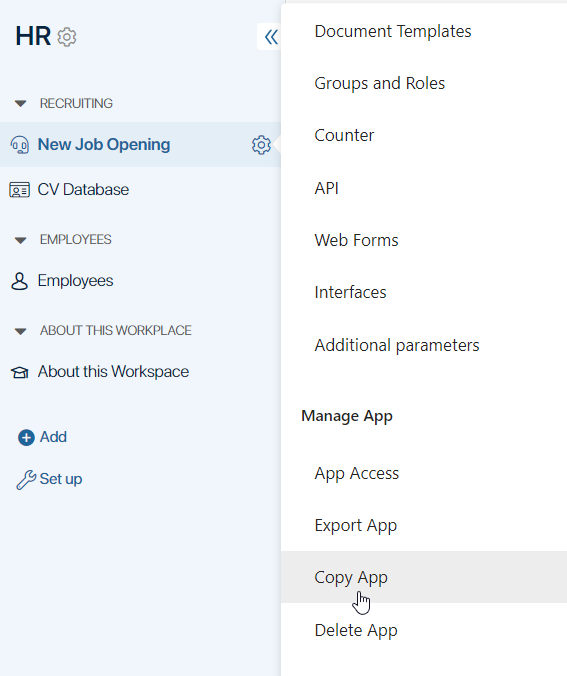 HR
RECRUITING
New Job Opening
CV Database
EMPLOYEES
Employees
ABOUT THIS WORKPLACE
About this Workspace
Add
Set up
Document Templates
Groups and Roles
Counter
API
Web Forms
Interfaces
Additional parameters
Manage App
App Access
Export App
Copy App
Delete App